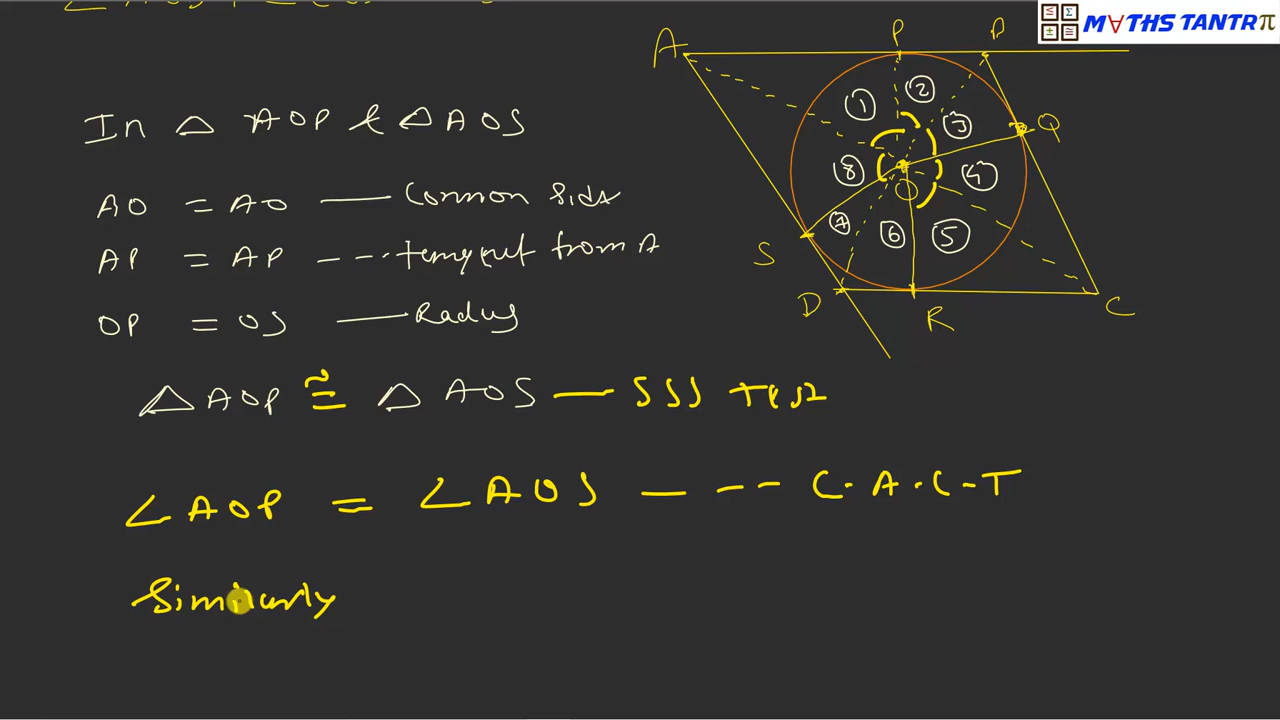 MATHS TANTRπ
In △ AOP & △ AOS
AO = AO — Common Side
AP = AP --- tangent from A
OP = OS — Radius
△AOP ≅ △AOS — SSS test
∠AOP = ∠AOS — -- C.A.C.T
Similarly
A P B
1 2 3 Q
8 O 4
S 7 6 5
D R C